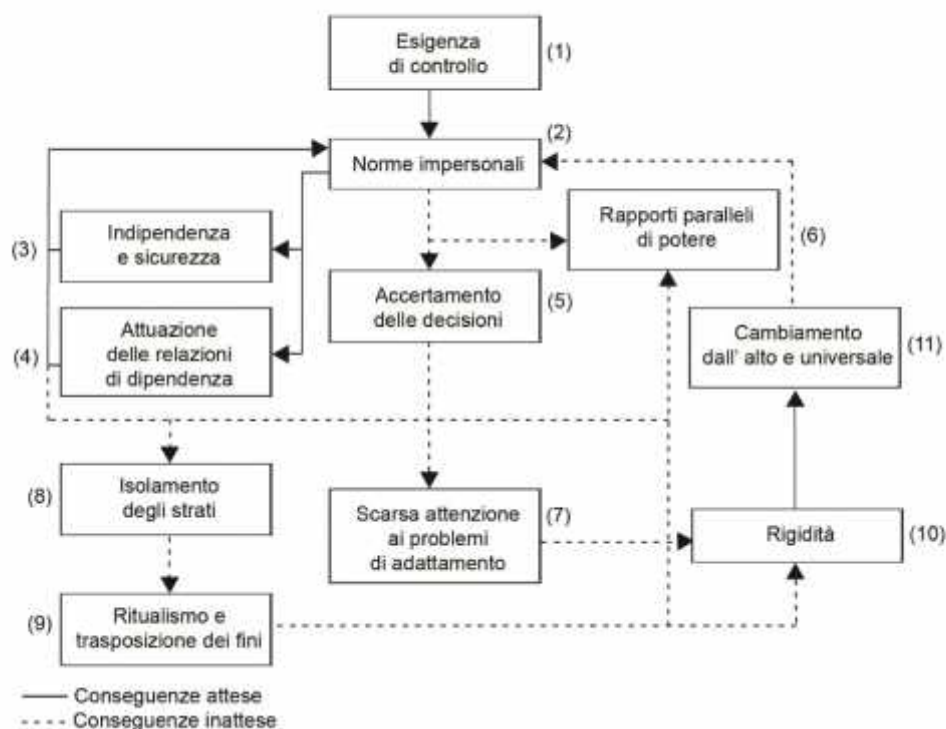 Esigenza
di controllo
(1)
(2)
Norme impersonali
Rapporti paralleli
di potere
(6)
(3)
Indipendenza
e sicurezza
Accertamento
delle decisioni
(5)
(4)
Attuazione
delle relazioni
di dipendenza
Cambiamento
dall' alto e universale
(11)
(8)
Isolamento
degli strati
Scarsa attenzione
ai problemi
di adattamento
(7)
Rigidità
(10)
(9)
Ritualismo e
trasposizione dei fini
Conseguenze attese
Conseguenze inattese